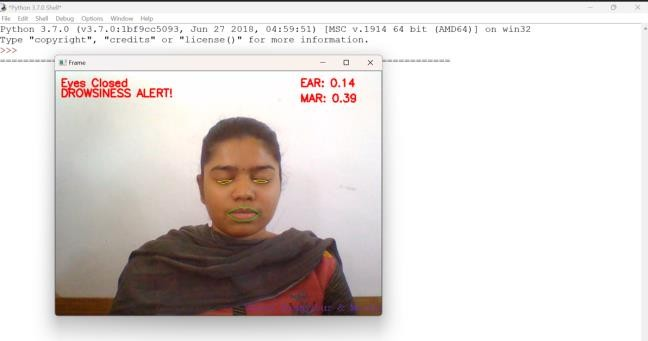 *Python 3.7.0 Shell*
File Edit Shell Debug Options Window Help
Python 3.7.0 (v3.7.0:1bf9cc5093, Jun 27 2018, 04:59:51) [MSC v.1914 64 bit (AMD64)] on win32
Type "copyright", "credits" or "license()" for more information.
>>>
Frame
Eyes Closed
DROWSINESS ALERT!
EAR: 0.14
MAR: 0.39